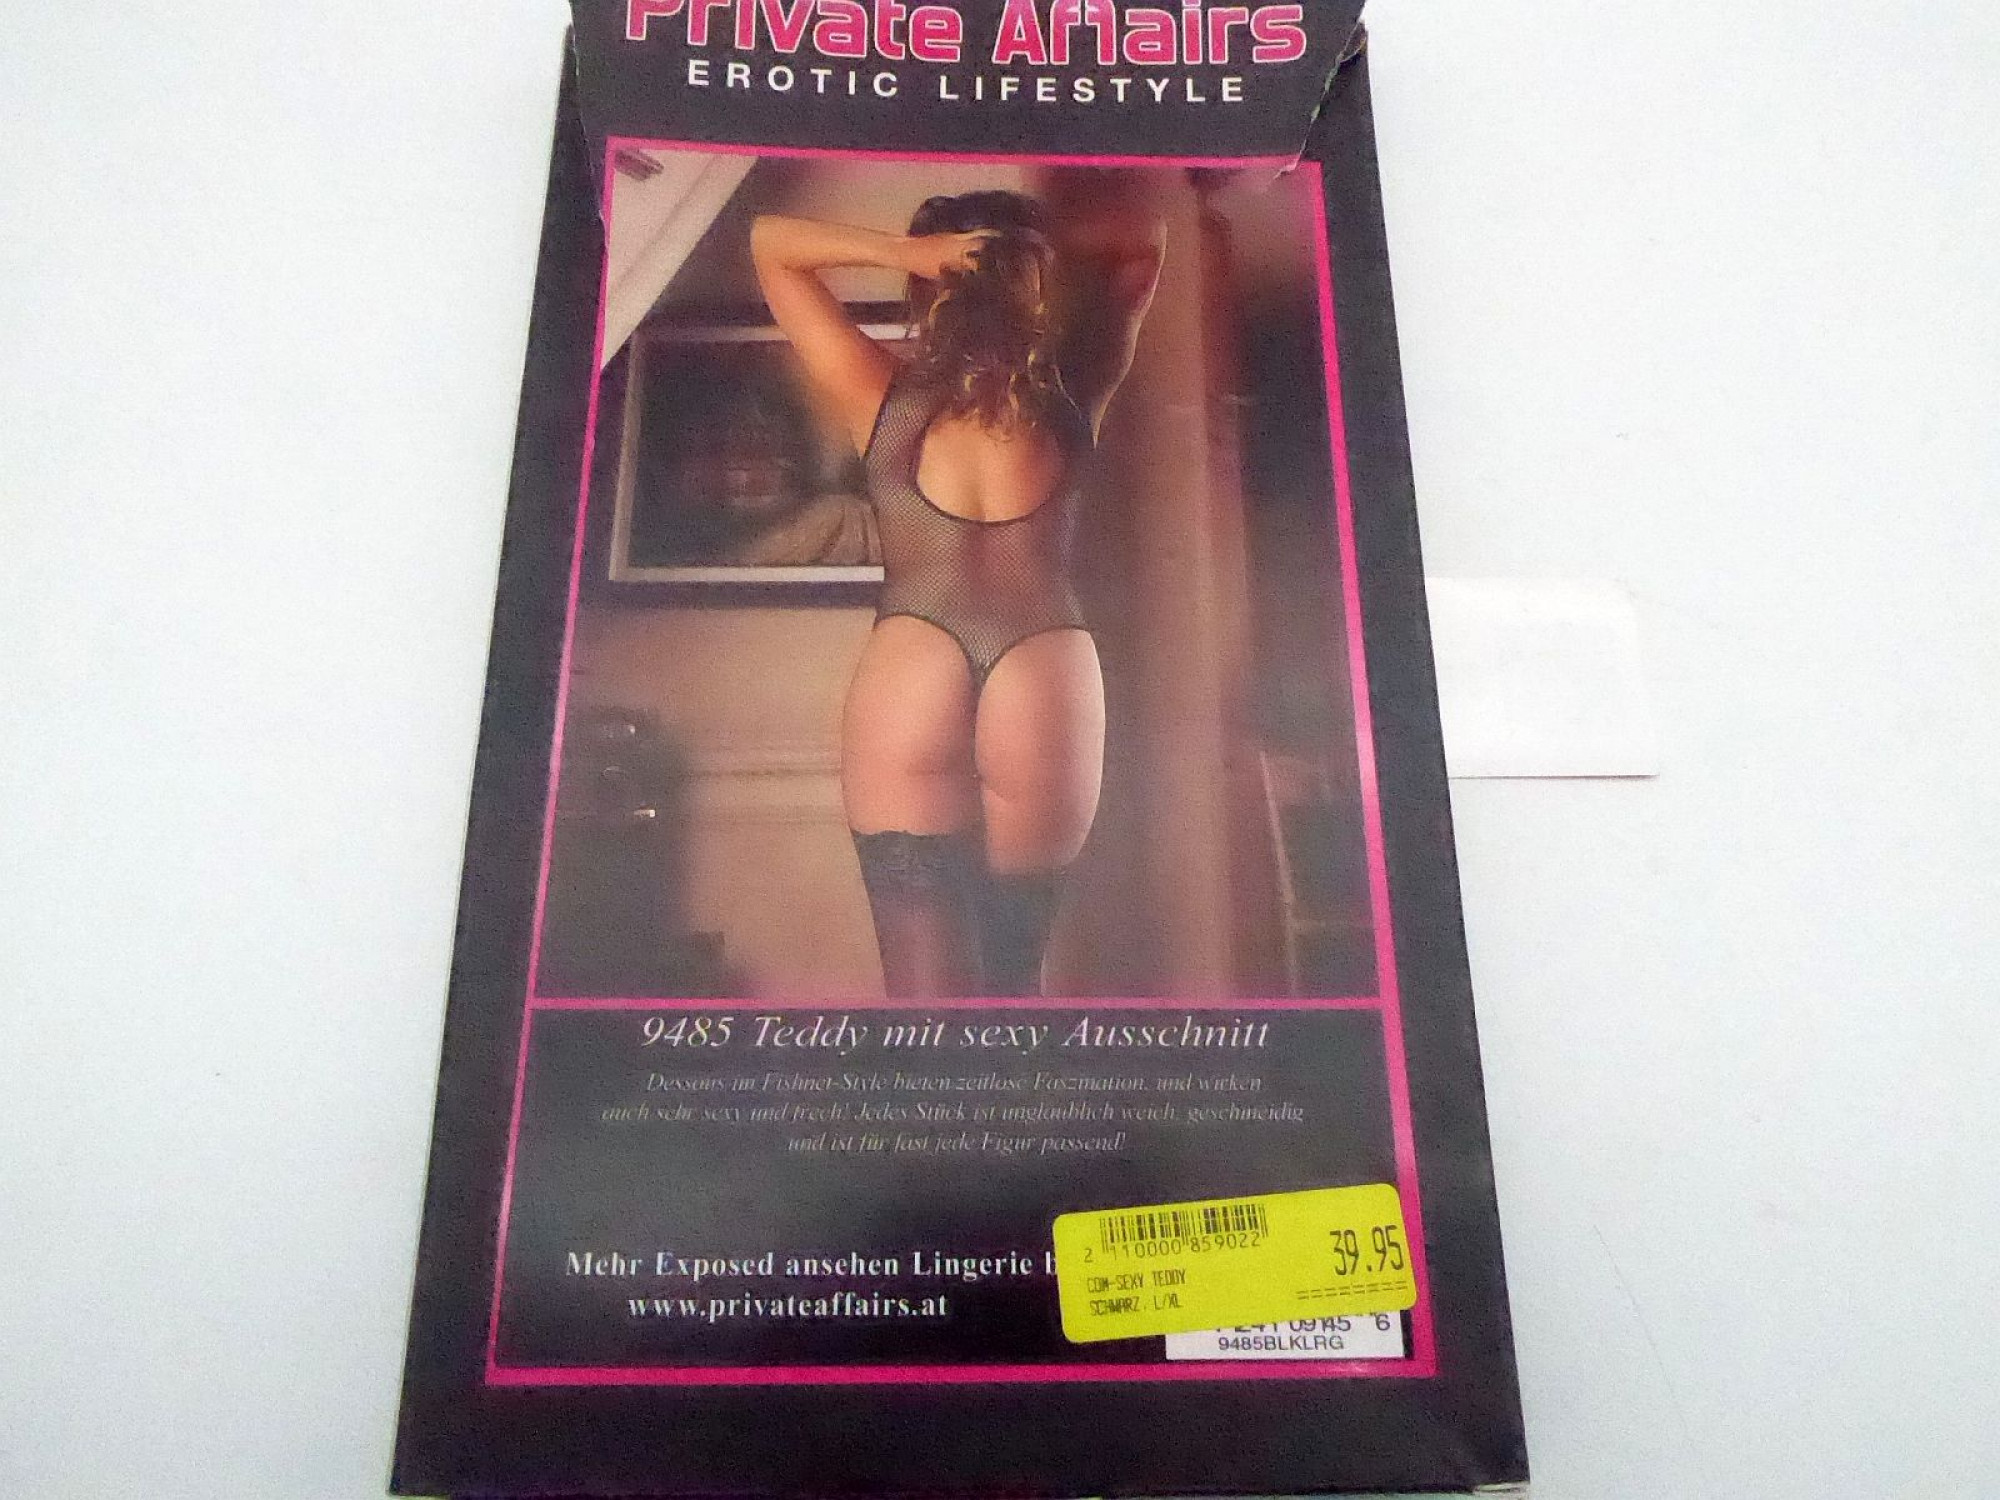 Private Affairs
EROTIC LIFESTYLE
9485 Teddy mit sexy Ausschnitt
Dessous im Fishnet-Style bieten zeitlose Faszination, und wirken
auch sehr sexy und frech! Jedes Stück ist unglaublich weich, geschmeidig
und ist für fast jede Figur passend!
Mehr Exposed ansehen Lingerie
www.privateaffairs.at
2 110000 859022
39.95
COM-SEXY TEDDY
SCHWARZ, L/XL
09145 6
9485BLKLRG